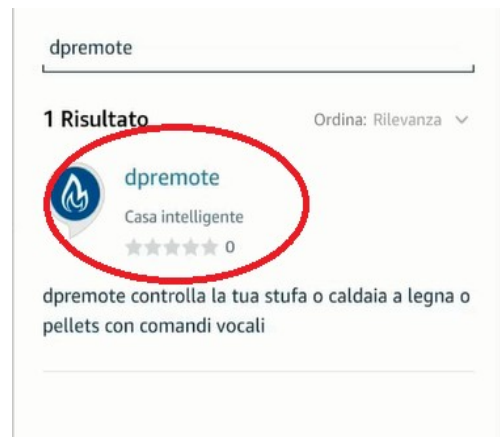 dpremote
1 Risultato
Ordina: Rilevanza
dpremote
Casa intelligente
0
dpremote controlla la tua stufa o caldaia a legna o
pellets con comandi vocali